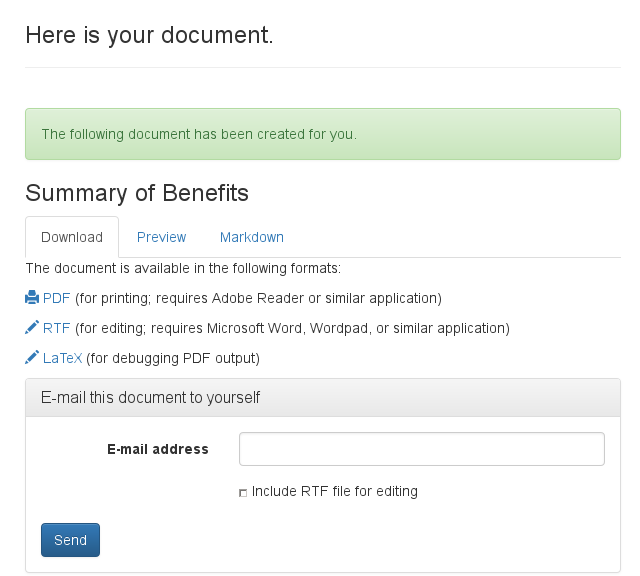 Here is your document.
The following document has been created for you.
Summary of Benefits
Download Preview Markdown
The document is available in the following formats:
PDF (for printing; requires Adobe Reader or similar application)
RTF (for editing; requires Microsoft Word, Wordpad, or similar application)
LaTeX (for debugging PDF output)
E-mail this document to yourself
E-mail address
Include RTF file for editing
Send